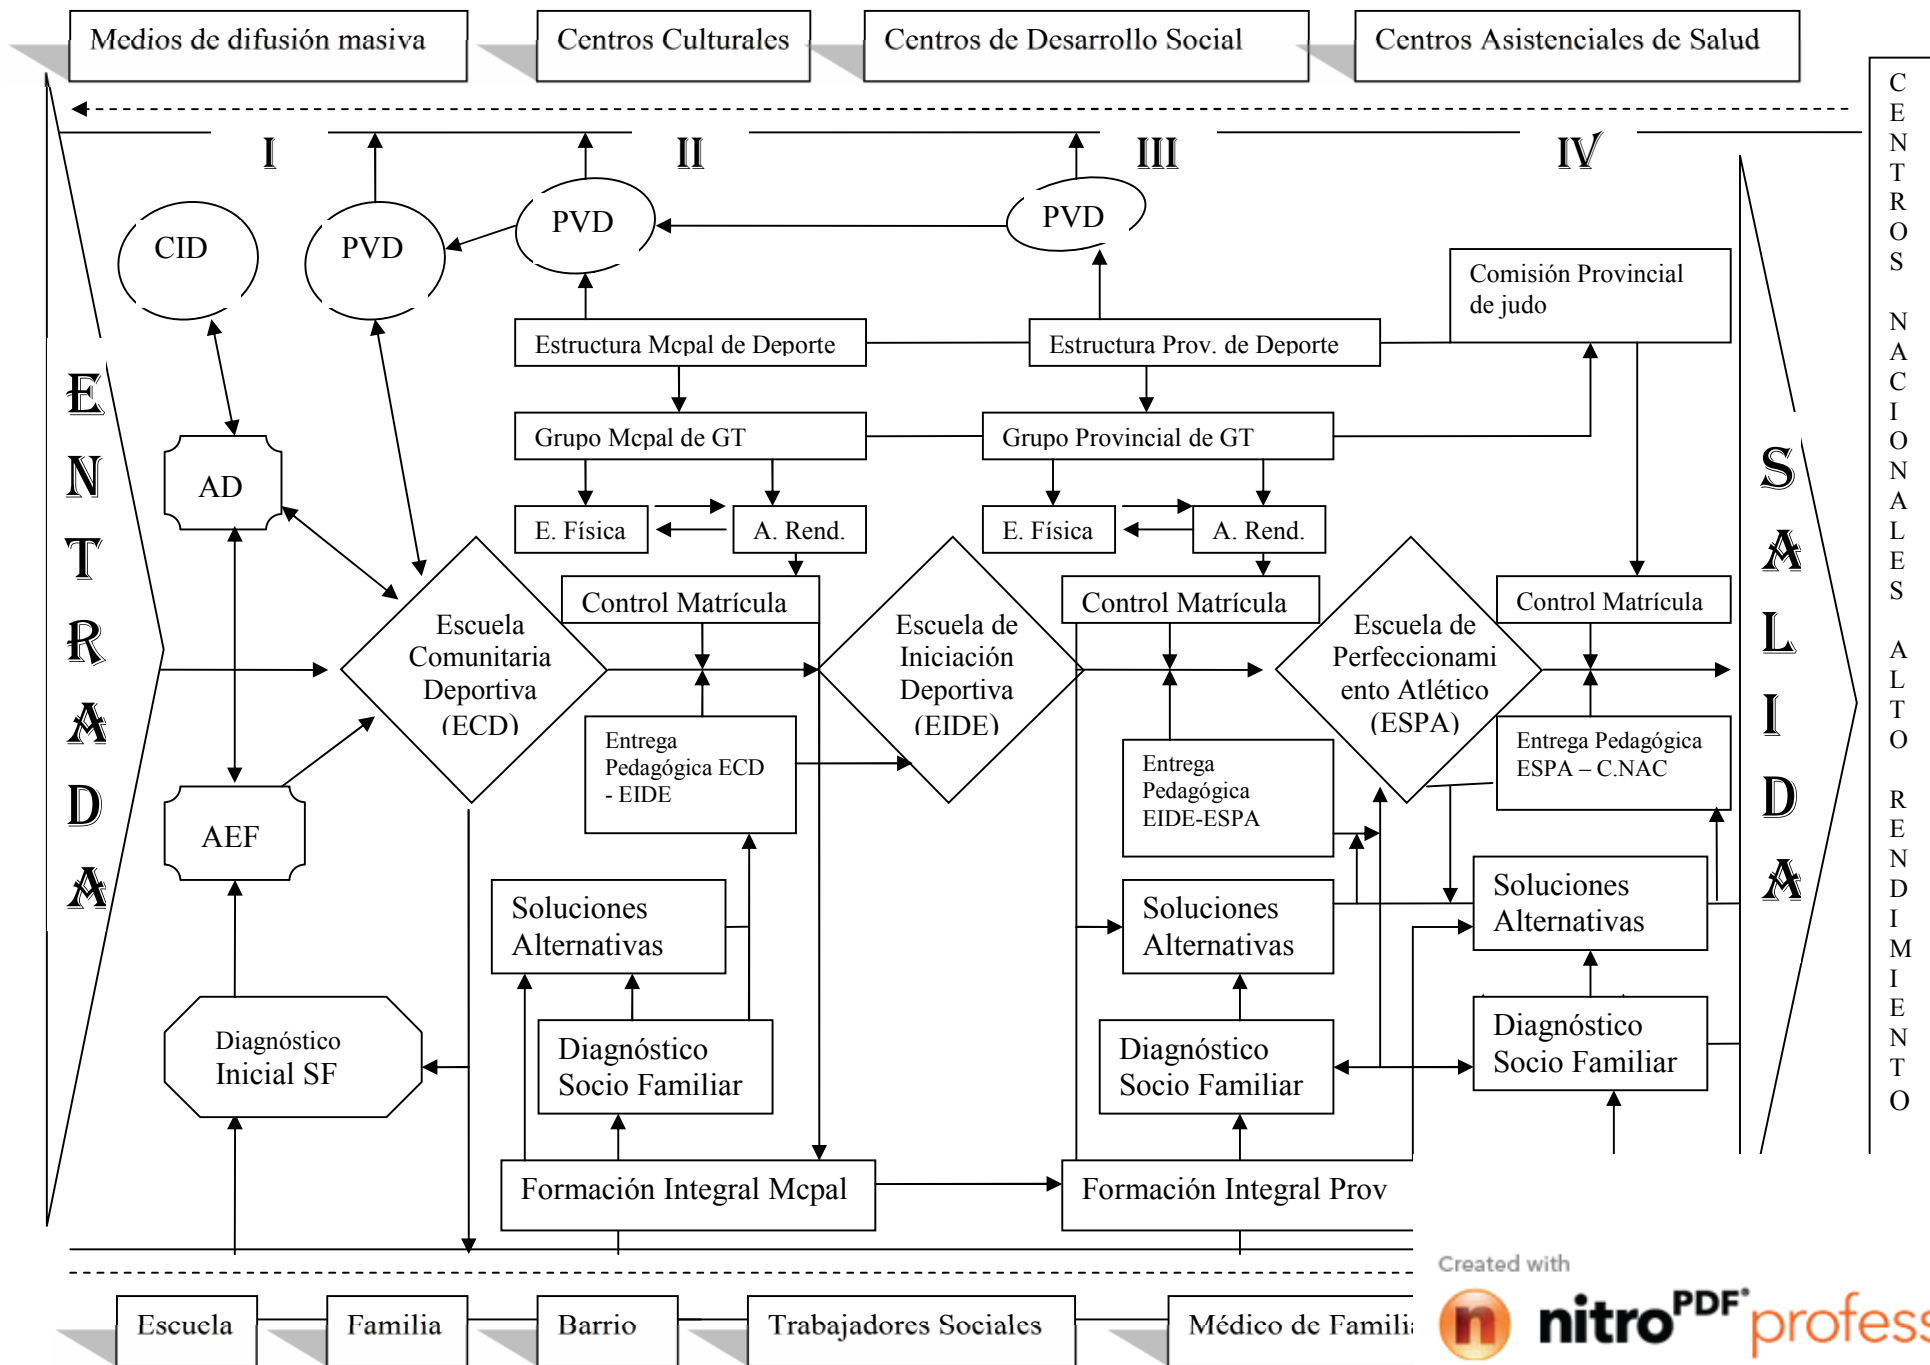 Medios de difusión masiva
Centros Culturales
Centros de Desarrollo Social
Centros Asistenciales de Salud
I
II
III
IV
CENTROS NACIONALES ALTO RENDIMIENTO
ENTRADA
SALIDA
CID
PVD
PVD
PVD
Comisión Provincial
de judo
Estructura Mcpal de Deporte
Estructura Prov. de Deporte
Grupo Mcpal de GT
Grupo Provincial de GT
AD
E. Física
A. Rend.
E. Física
A. Rend.
Control Matrícula
Control Matrícula
Control Matrícula
Escuela
Comunitaria
Deportiva
(ECD)
Escuela de
Iniciación
Deportiva
(EIDE)
Escuela de
Perfeccionami
ento Atlético
(ESPA)
Entrega
Pedagógica ECD
- EIDE
Entrega
Pedagógica
EIDE-ESPA
Entrega Pedagógica
ESPA – C.NAC
AEF
Soluciones
Alternativas
Soluciones
Alternativas
Soluciones
Alternativas
Diagnóstico
Inicial SF
Diagnóstico
Socio Familiar
Diagnóstico
Socio Familiar
Diagnóstico
Socio Familiar
Formación Integral Mcpal
Formación Integral Prov
Escuela
Familia
Barrio
Trabajadores Sociales
Médico de Familia
Created with
nitro PDF® profess